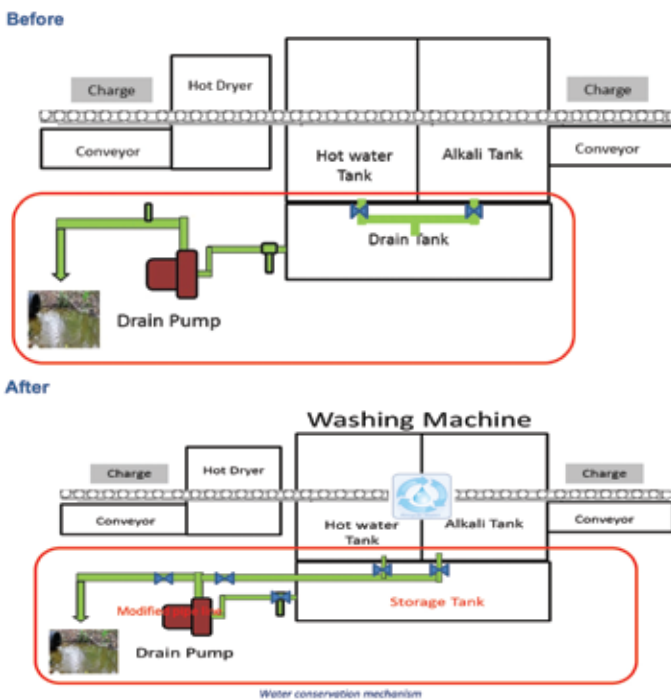 Before
Charge
Hot Dryer
Charge
Conveyor
Hot water
Tank
Alkali Tank
Conveyor
Drain Tank
Drain Pump
After
Washing Machine
Charge
Hot Dryer
Charge
Conveyor
Hot water
Tank
Alkali Tank
Conveyor
Storage Tank
Drain Pump
Water conservation mechanism